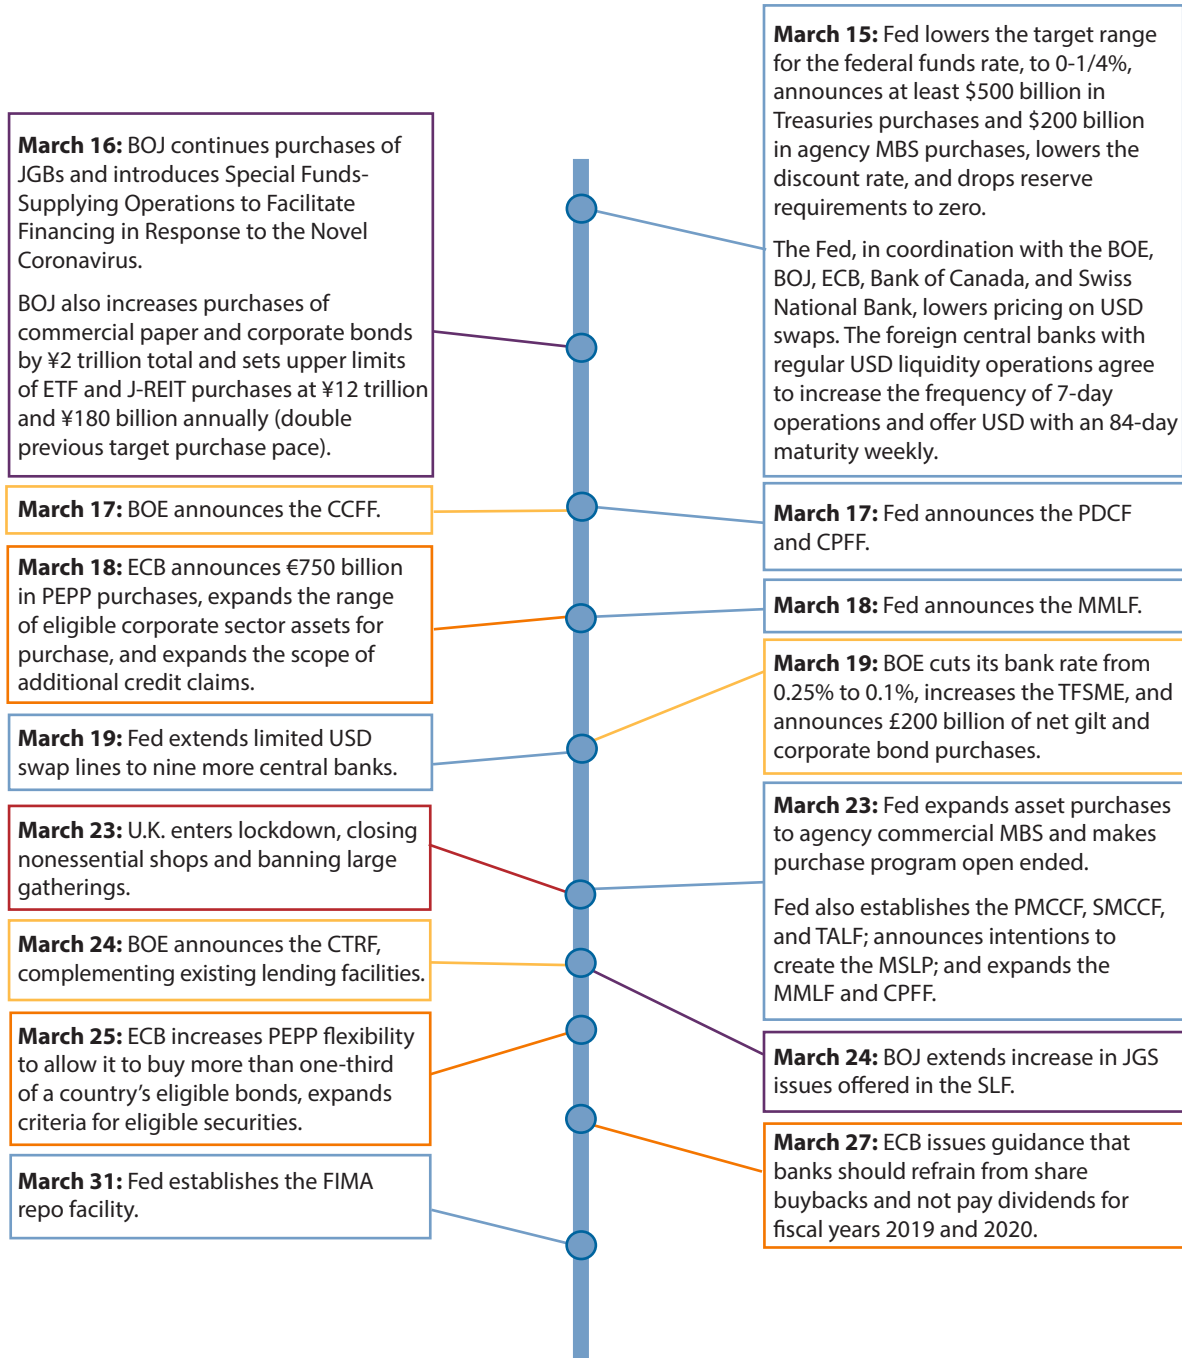 March 15: Fed lowers the target range
for the federal funds rate, to 0-1/4%,
announces at least $500 billion in
Treasuries purchases and $200 billion
in agency MBS purchases, lowers the
discount rate, and drops reserve
requirements to zero.
The Fed, in coordination with the BOE,
BOJ, ECB, Bank of Canada, and Swiss
National Bank, lowers pricing on USD
swaps. The foreign central banks with
regular USD liquidity operations agree
to increase the frequency of 7-day
operations and offer USD with an 84-day
maturity weekly.
March 16: BOJ continues purchases of
JGBs and introduces Special Funds-
Supplying Operations to Facilitate
Financing in Response to the Novel
Coronavirus.
BOJ also increases purchases of
commercial paper and corporate bonds
by ¥2 trillion total and sets upper limits
of ETF and J-REIT purchases at ¥12 trillion
and ¥180 billion annually (double
previous target purchase pace).
March 17: BOE announces the CCFF.
March 17: Fed announces the PDCF
and CPFF.
March 18: ECB announces €750 billion
in PEPP purchases, expands the range
of eligible corporate sector assets for
purchase, and expands the scope of
additional credit claims.
March 18: Fed announces the MMLF.
March 19: BOE cuts its bank rate from
0.25% to 0.1%, increases the TFSME, and
announces £200 billion of net gilt and
corporate bond purchases.
March 19: Fed extends limited USD
swap lines to nine more central banks.
March 23: U.K. enters lockdown, closing
nonessential shops and banning large
gatherings.
March 23: Fed expands asset purchases
to agency commercial MBS and makes
purchase program open ended.
Fed also establishes the PMCCF, SMCCF,
and TALF; announces intentions to
create the MSLP; and expands the
MMLF and CPFF.
March 24: BOE announces the CTRF,
complementing existing lending facilities.
March 24: BOJ extends increase in JGS
issues offered in the SLF.
March 25: ECB increases PEPP flexibility
to allow it to buy more than one-third
of a country's eligible bonds, expands
criteria for eligible securities.
March 27: ECB issues guidance that
banks should refrain from share
buybacks and not pay dividends for
fiscal years 2019 and 2020.
March 31: Fed establishes the FIMA
repo facility.